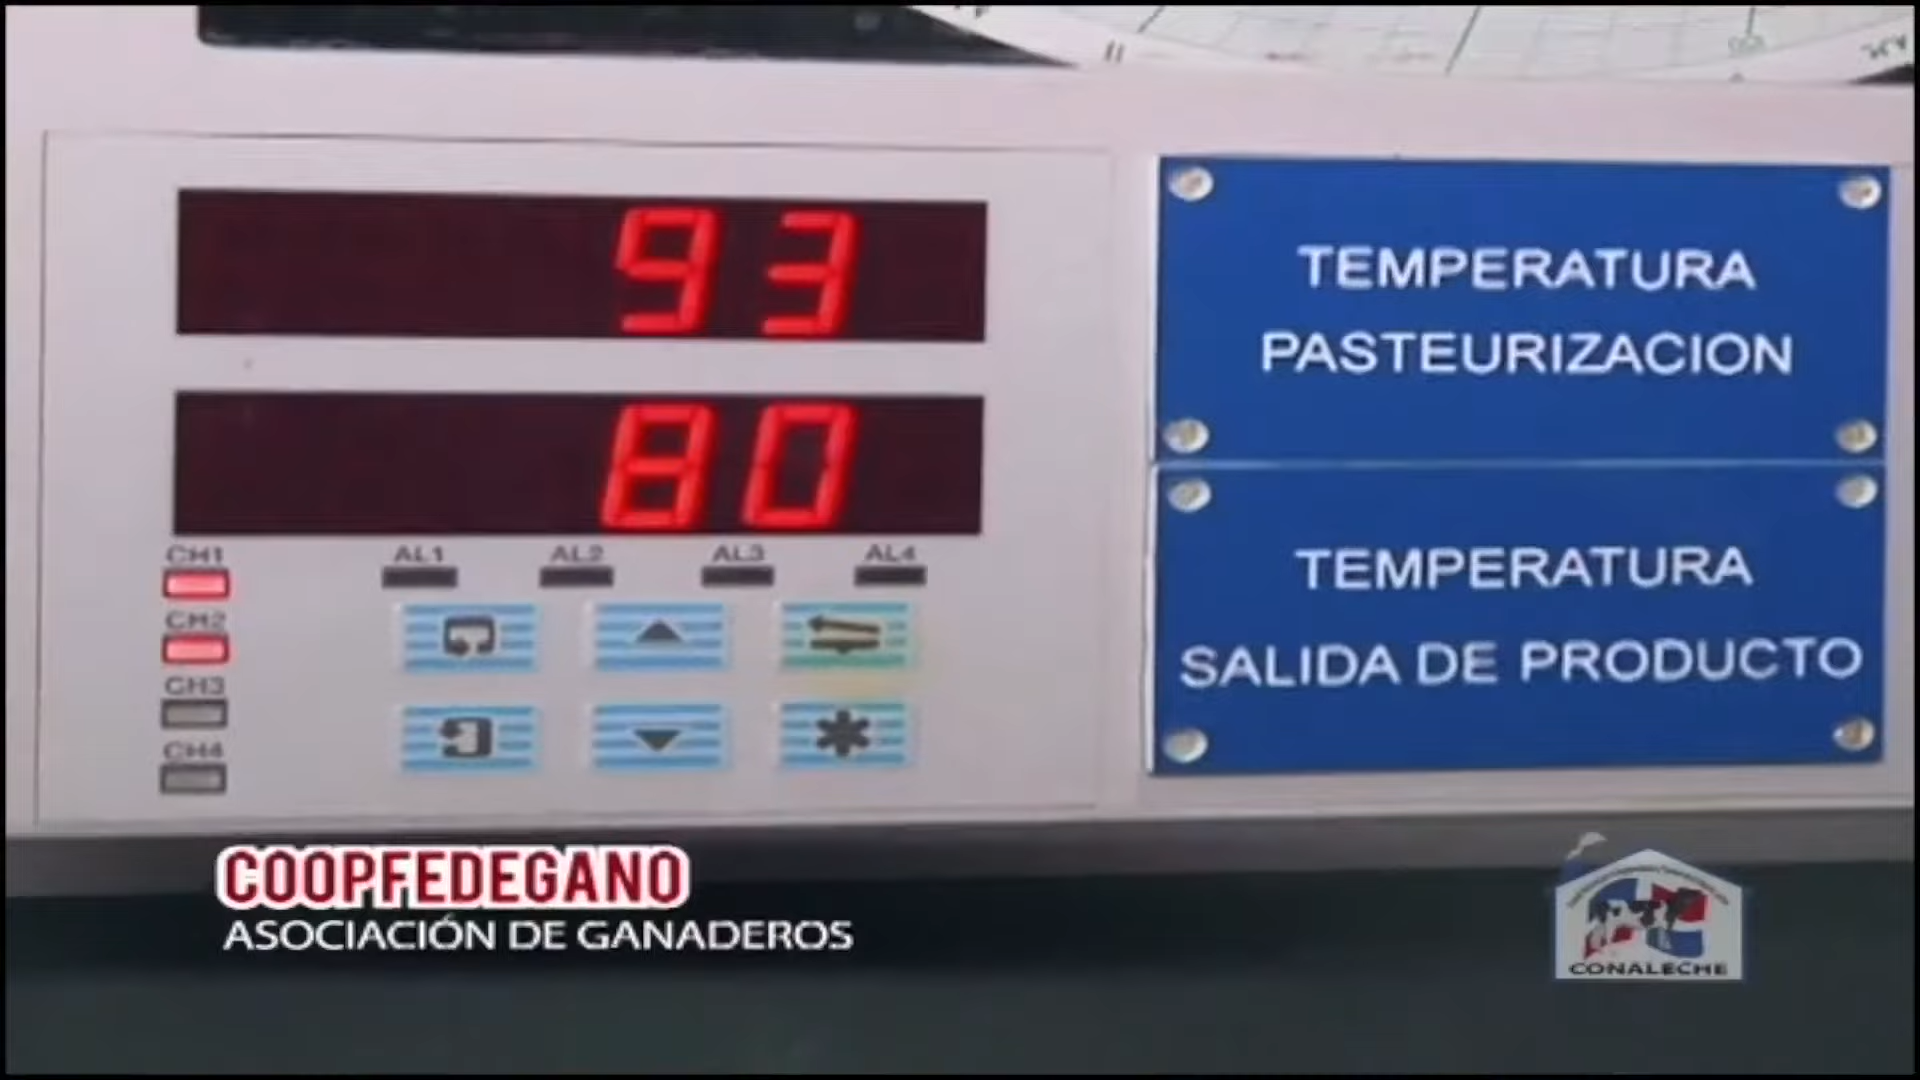 93
TEMPERATURA
PASTEURIZACION
80
TEMPERATURA
SALIDA DE PRODUCTO
CH1
AL1 AL2 AL3 AL4
CH2
CH3
CH4
COOPFEDEGANO
ASOCIACIÓN DE GANADEROS
CONALECHE